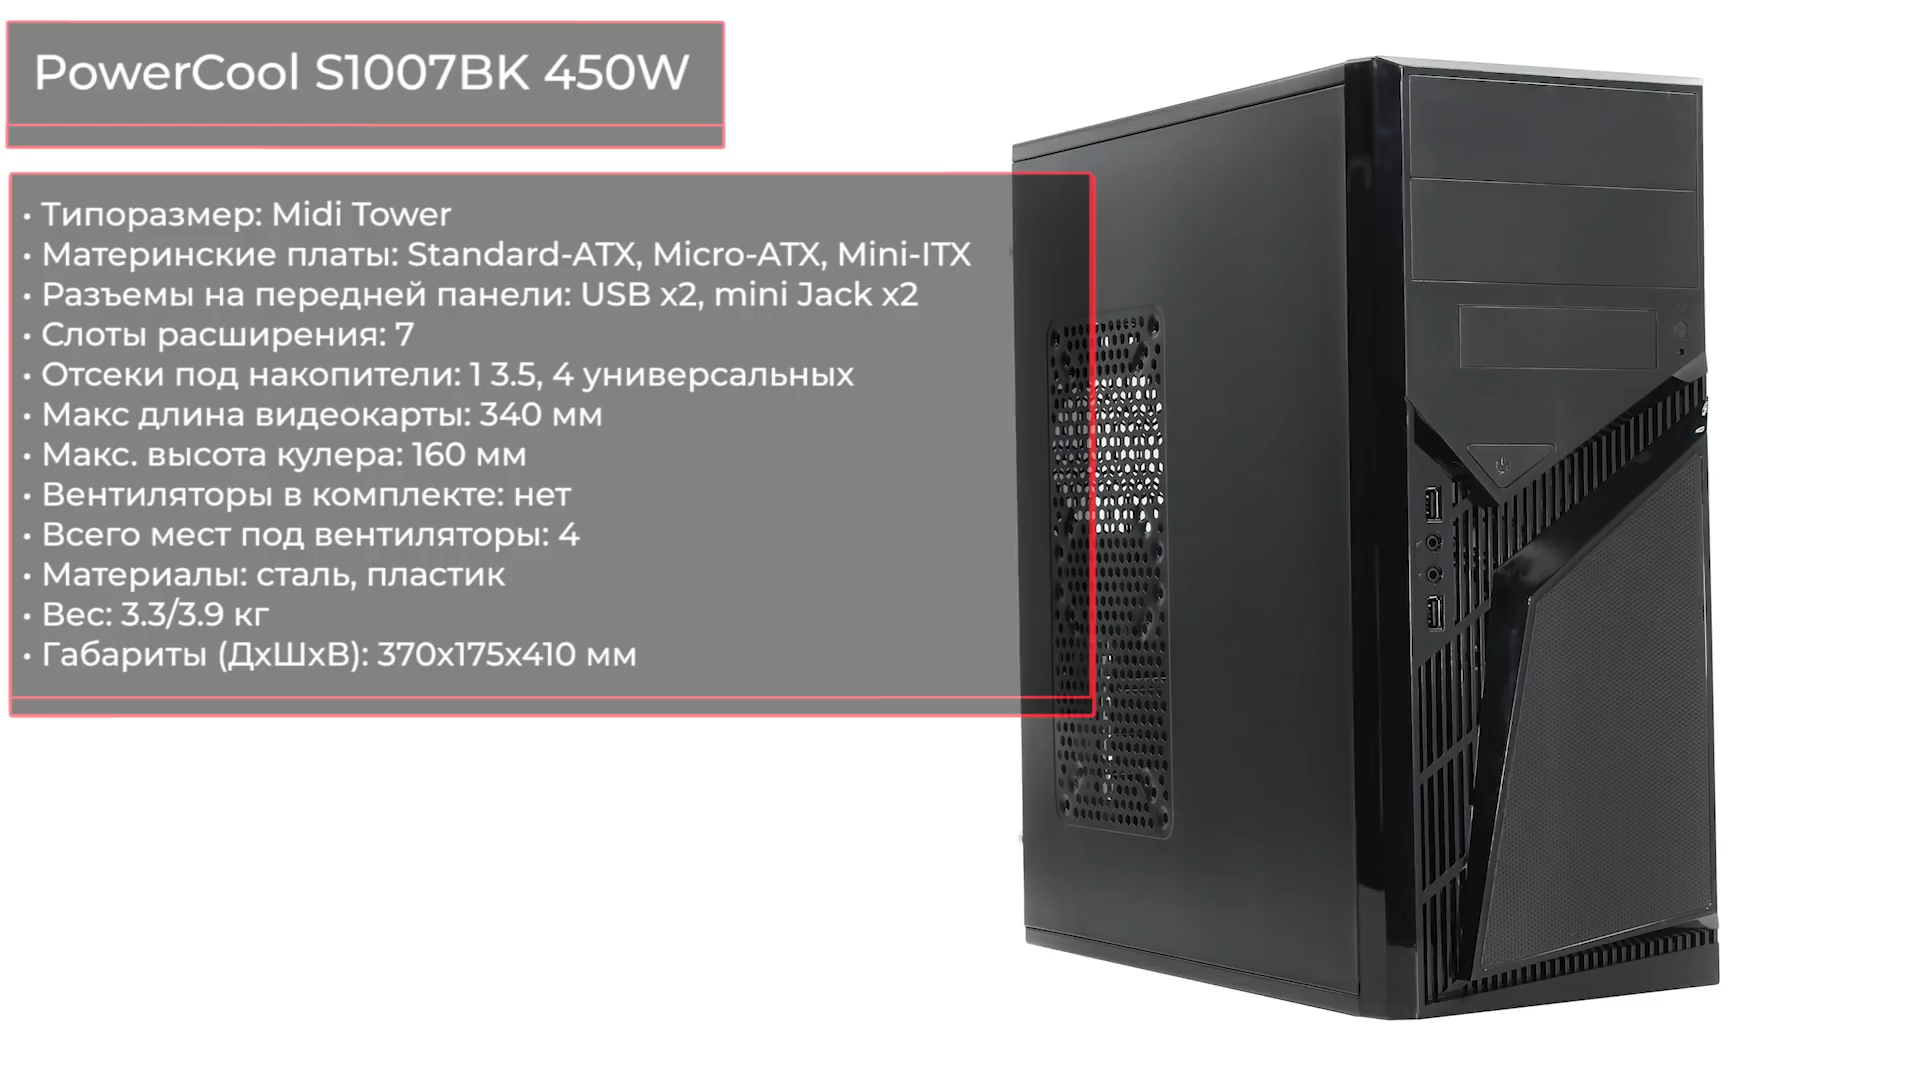 PowerCool S1007BK 450W
• Типоразмер: Midi Tower
• Материнские платы: Standard-ATX, Micro-ATX, Mini-ITX
• Разъемы на передней панели: USB x2, mini Jack x2
• Слоты расширения: 7
• Отсеки под накопители: 1 3.5, 4 универсальных
• Макс длина видеокарты: 340 мм
• Макс. высота кулера: 160 мм
• Вентиляторы в комплекте: нет
• Всего мест под вентиляторы: 4
• Материалы: сталь, пластик
• Вес: 3.3/3.9 кг
• Габариты (ДхШхВ): 370х175х410 мм